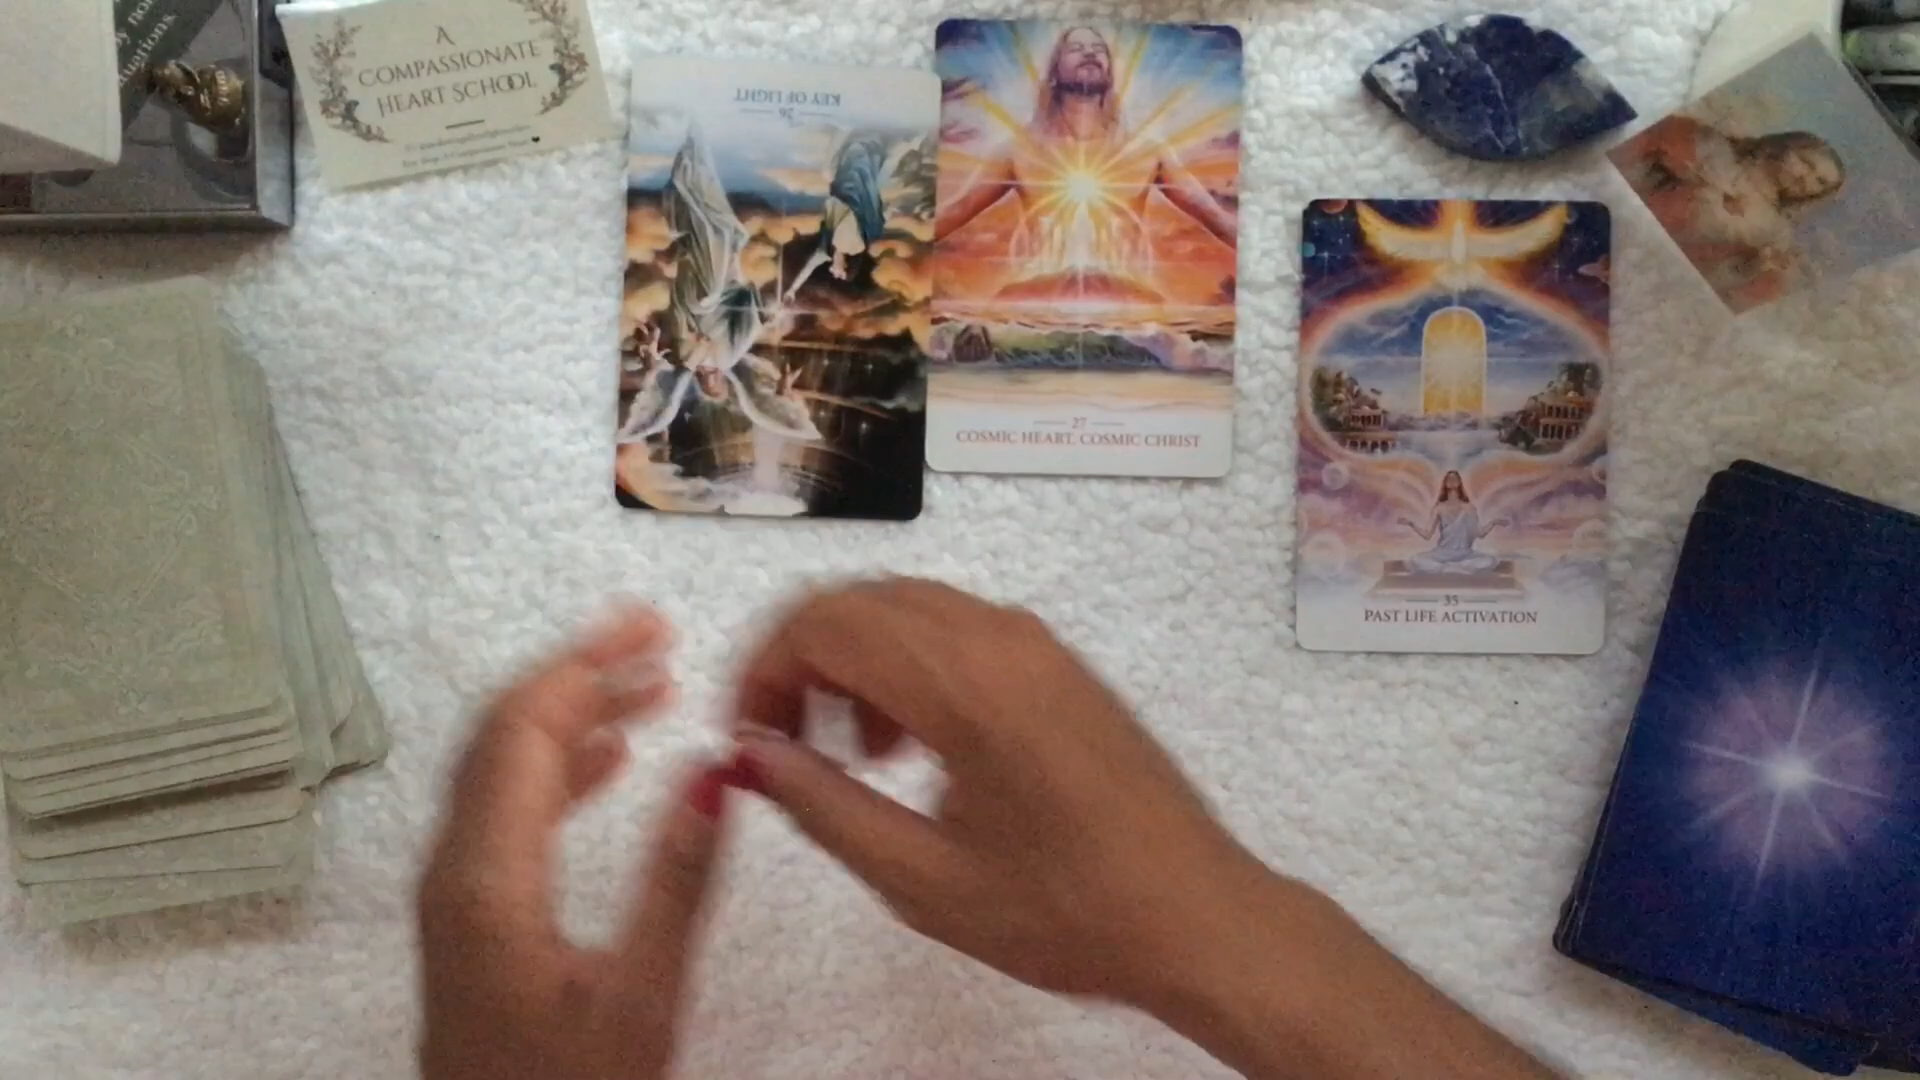 A
COMPASSIONATE
HEART SCHOOL
26
KEY OF LIGHT
27
COSMIC HEART, COSMIC CHRIST
35
PAST LIFE ACTIVATION